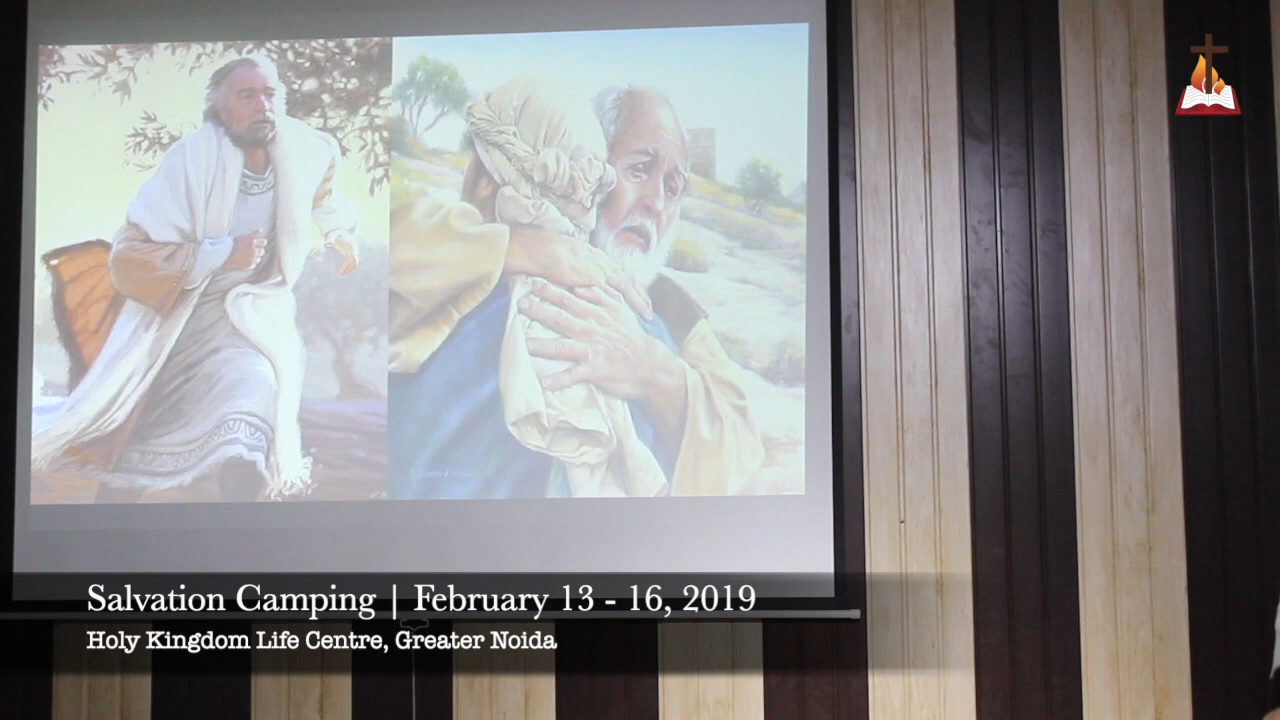 Salvation Camping | February 13 - 16, 2019
Holy Kingdom Life Centre, Greater Noida